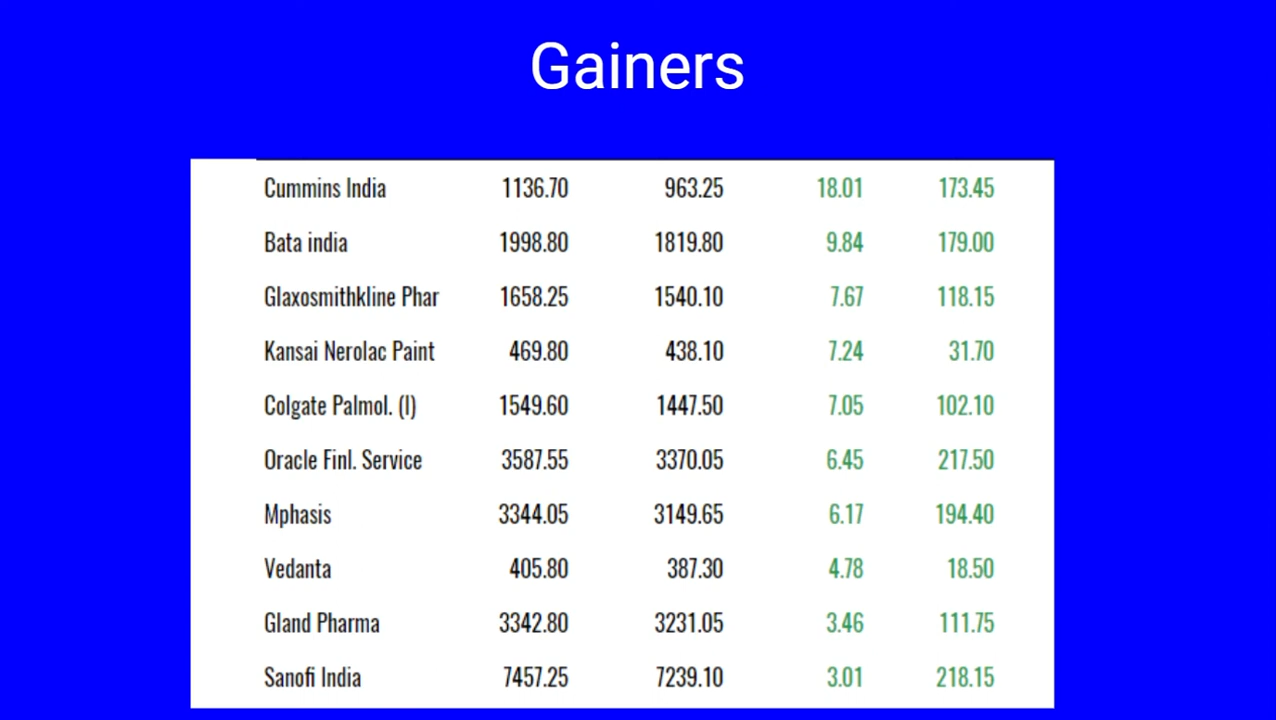 Gainers
Cummins India 1136.70 963.25 18.01 173.45
Bata india 1998.80 1819.80 9.84 179.00
Glaxosmithkline Phar 1658.25 1540.10 7.67 118.15
Kansai Nerolac Paint 469.80 438.10 7.24 31.70
Colgate Palmol. (I) 1549.60 1447.50 7.05 102.10
Oracle Finl. Service 3587.55 3370.05 6.45 217.50
Mphasis 3344.05 3149.65 6.17 194.40
Vedanta 405.80 387.30 4.78 18.50
Gland Pharma 3342.80 3231.05 3.46 111.75
Sanofi India 7457.25 7239.10 3.01 218.15